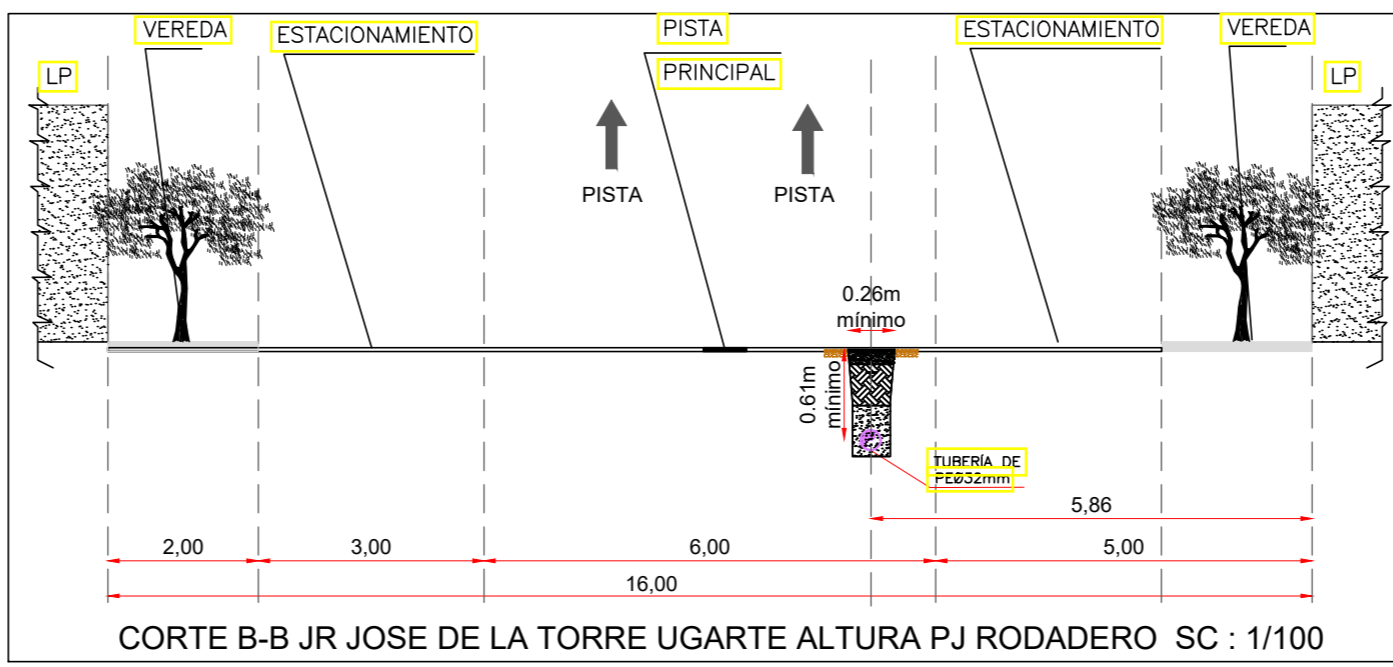 VEREDA
ESTACIONAMIENTO
PISTA
PRINCIPAL
ESTACIONAMIENTO
VEREDA
LP
LP
PISTA
PISTA
0.26m
mínimo
0.61m
mínimo
TUBERÍA DE
PEØ32mm
5,86
2,00
3,00
6,00
5,00
16,00
CORTE B-B JR JOSE DE LA TORRE UGARTE ALTURA PJ RODADERO SC : 1/100